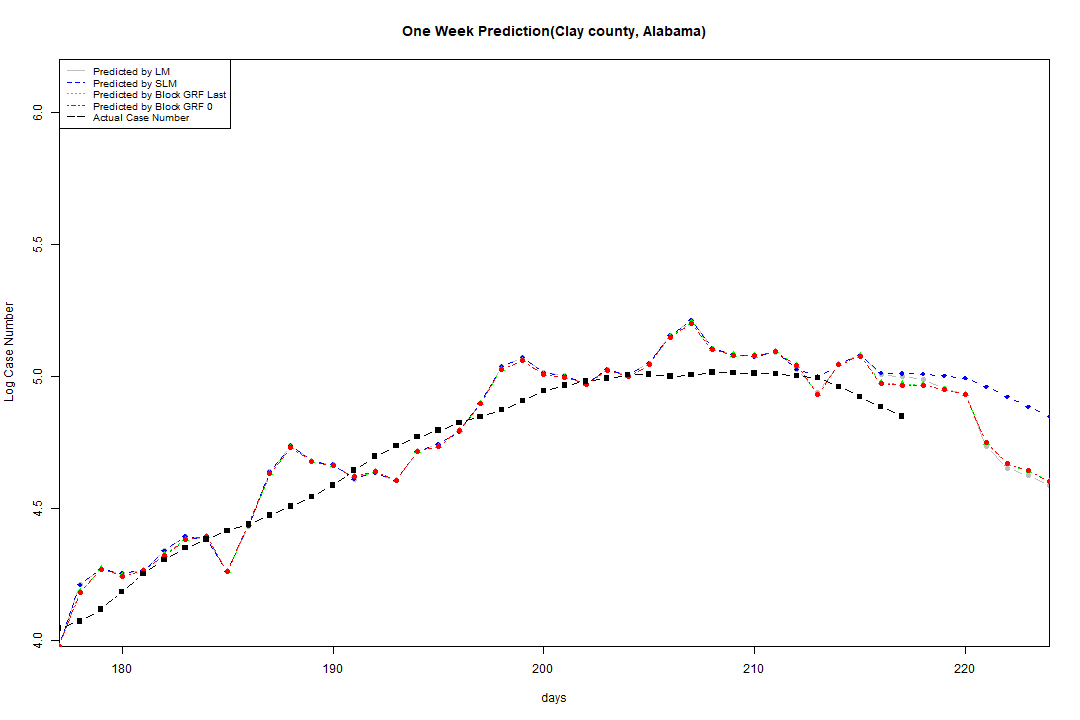 One Week Prediction(Clay county, Alabama)
Predicted by LM
Predicted by SLM
Predicted by Block GRF Last
Predicted by Block GRF 0
Actual Case Number
6.0
5.5
5.0
4.5
4.0
Log Case Number
180 190 200 210 220
days